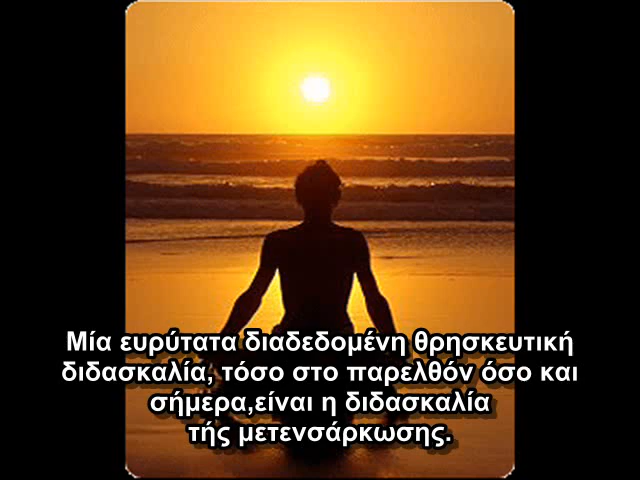 Μία ευρύτατα διαδεδομένη θρησκευτική
διδασκαλία, τόσο στο παρελθόν όσο και
σήμερα,είναι η διδασκαλία
τής μετενσάρκωσης.